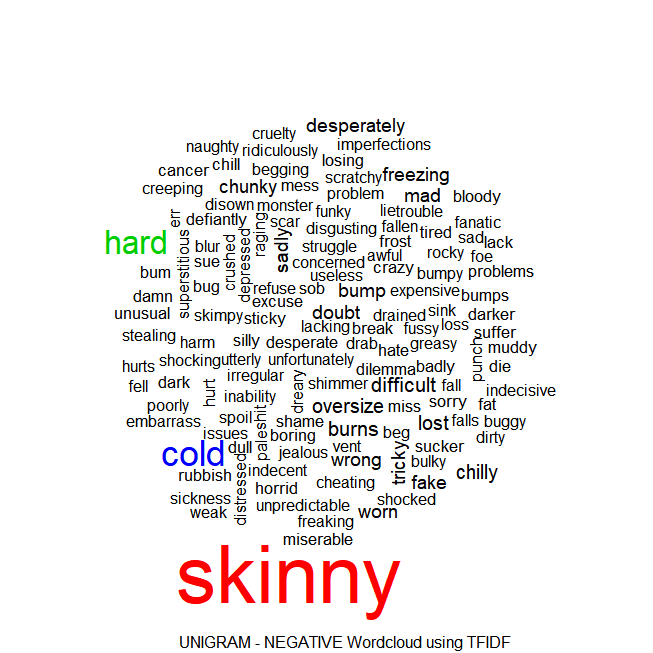 desperately
cruelty
imperfections
naughty
ridiculously
losing
cancer
chill
begging
scratchy
freezing
creeping
chunky
mess
problem
mad
bloody
disown
monster
lie
trouble
err
defiantly
scar
funky
fallen
fanatic
hard
raging
disgusting
tired
sad
lack
superstitious
blur
crushed
depressed
sadly
struggle
frost
rocky
foe
sue
concerned
awful
bum
useless
crazy
bumpy
problems
damn
bug
refuse
sob
bump
expensive
bumps
unusual
skimpy
sticky
excuse
doubt
drained
sink
darker
stealing
harm
silly
desperate
lacking
break
fussy
loss
suffer
drab
hate
greasy
punch
muddy
hurts
shocking
utterly
unfortunately
dilemma
badly
die
fell
dark
hurt
irregular
dreary
shimmer
difficult
fall
indecisive
poorly
inability
oversize
miss
sorry
fat
embarrass
spoil
pale
shit
shame
burns
beg
lost
falls
buggy
issues
boring
dirty
cold
dull
jealous
vent
wrong
tricky
sucker
rubbish
distressed
indecent
bulky
chilly
horrid
cheating
fake
sickness
unpredictable
shocked
weak
worn
freaking
miserable
skinny
UNIGRAM - NEGATIVE Wordcloud using TFIDF